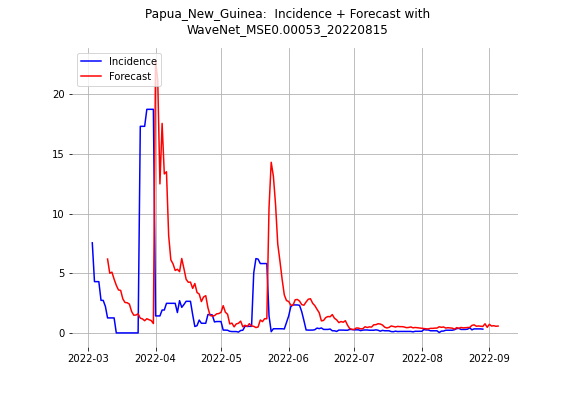 Papua_New_Guinea:  Incidence + Forecast with
WaveNet_MSE0.00053_20220815
Incidence
Forecast
20
15
10
5
0
2022-03 2022-04 2022-05 2022-06 2022-07 2022-08 2022-09